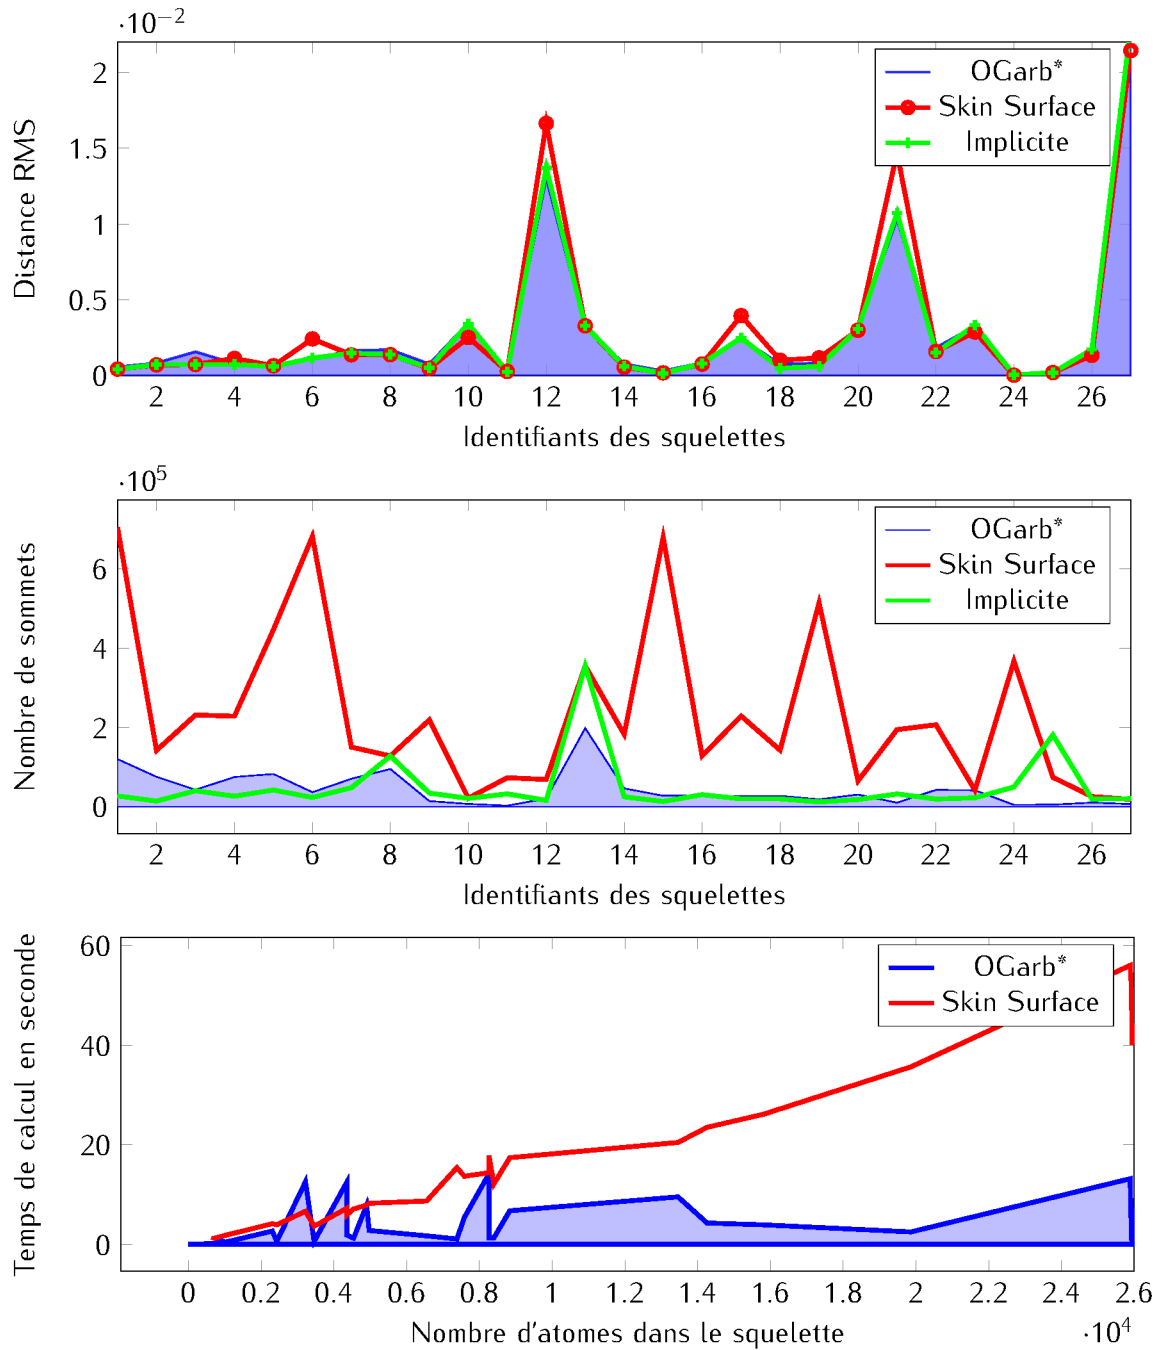 ·10⁻²
Distance RMS
2
1.5
1
0.5
0
OGarb*
Skin Surface
Implicite
2 4 6 8 10 12 14 16 18 20 22 24 26
Identifiants des squelettes
·10⁵
Nombre de sommets
6
4
2
0
OGarb*
Skin Surface
Implicite
2 4 6 8 10 12 14 16 18 20 22 24 26
Identifiants des squelettes
Temps de calcul en seconde
60
40
20
0
OGarb*
Skin Surface
0 0.2 0.4 0.6 0.8 1 1.2 1.4 1.6 1.8 2 2.2 2.4 2.6
Nombre d'atomes dans le squelette
·10⁴